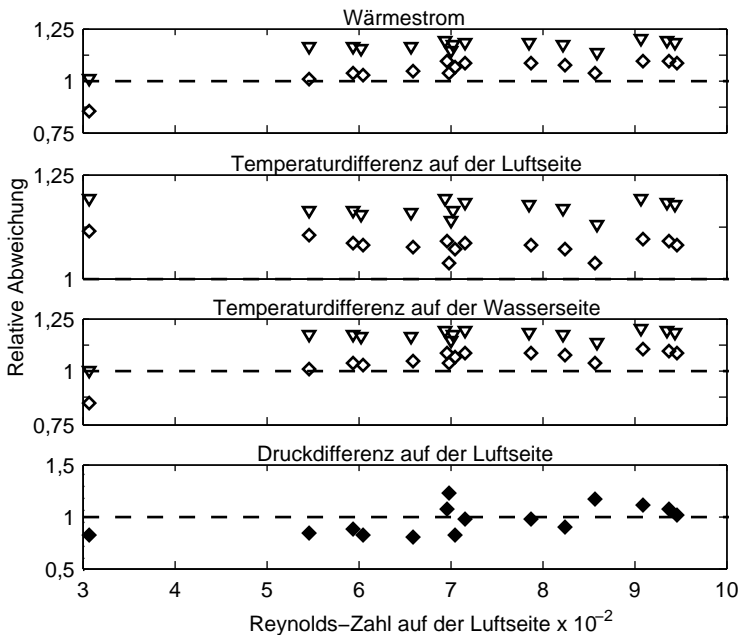 Wärmestrom
1,25
1
0,75
Temperaturdifferenz auf der Luftseite
1,25
1
Relative Abweichung
Temperaturdifferenz auf der Wasserseite
1,25
1
0,75
Druckdifferenz auf der Luftseite
1,5
1
0,5
3 4 5 6 7 8 9 10
Reynolds−Zahl auf der Luftseite x 10⁻²